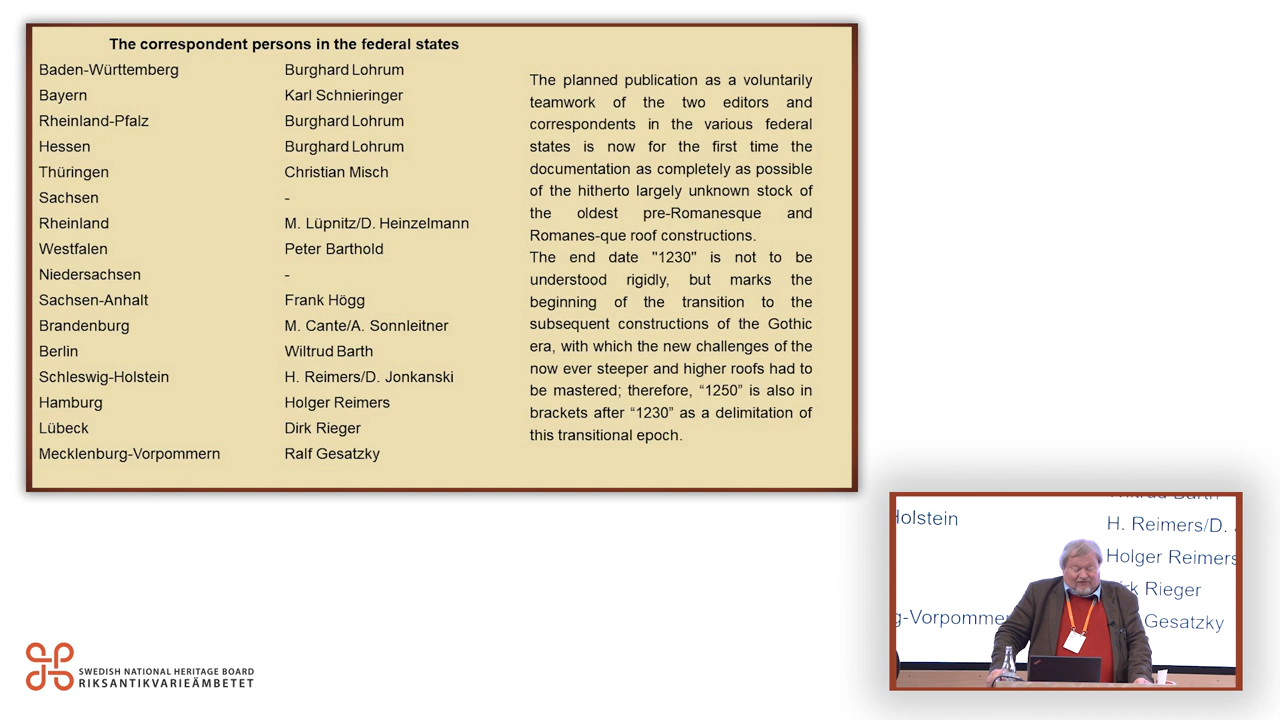 The correspondent persons in the federal states
Baden-Württemberg Burghard Lohrum
Bayern Karl Schnieringer
Rheinland-Pfalz Burghard Lohrum
Hessen Burghard Lohrum
Thüringen Christian Misch
Sachsen -
Rheinland M. Lüpnitz/D. Heinzelmann
Westfalen Peter Barthold
Niedersachsen -
Sachsen-Anhalt Frank Högg
Brandenburg M. Cante/A. Sonnleitner
Berlin Wiltrud Barth
Schleswig-Holstein H. Reimers/D. Jonkanski
Hamburg Holger Reimers
Lübeck Dirk Rieger
Mecklenburg-Vorpommern Ralf Gesatzky
The planned publication as a voluntarily
teamwork of the two editors and
correspondents in the various federal
states is now for the first time the
documentation as completely as possible
of the hitherto largely unknown stock of
the oldest pre-Romanesque and
Romanes-que roof constructions.
The end date "1230" is not to be
understood rigidly, but marks the
beginning of the transition to the
subsequent constructions of the Gothic
era, with which the new challenges of the
now ever steeper and higher roofs had to
be mastered; therefore, “1250” is also in
brackets after “1230” as a delimitation of
this transitional epoch.
Wiltrud Barth
Holstein H. Reimers/D.
Holger Reimers
Rieger
g-Vorpomme Gesatzky
SWEDISH NATIONAL HERITAGE BOARD
RIKSANTIKVARIEÄMBETET